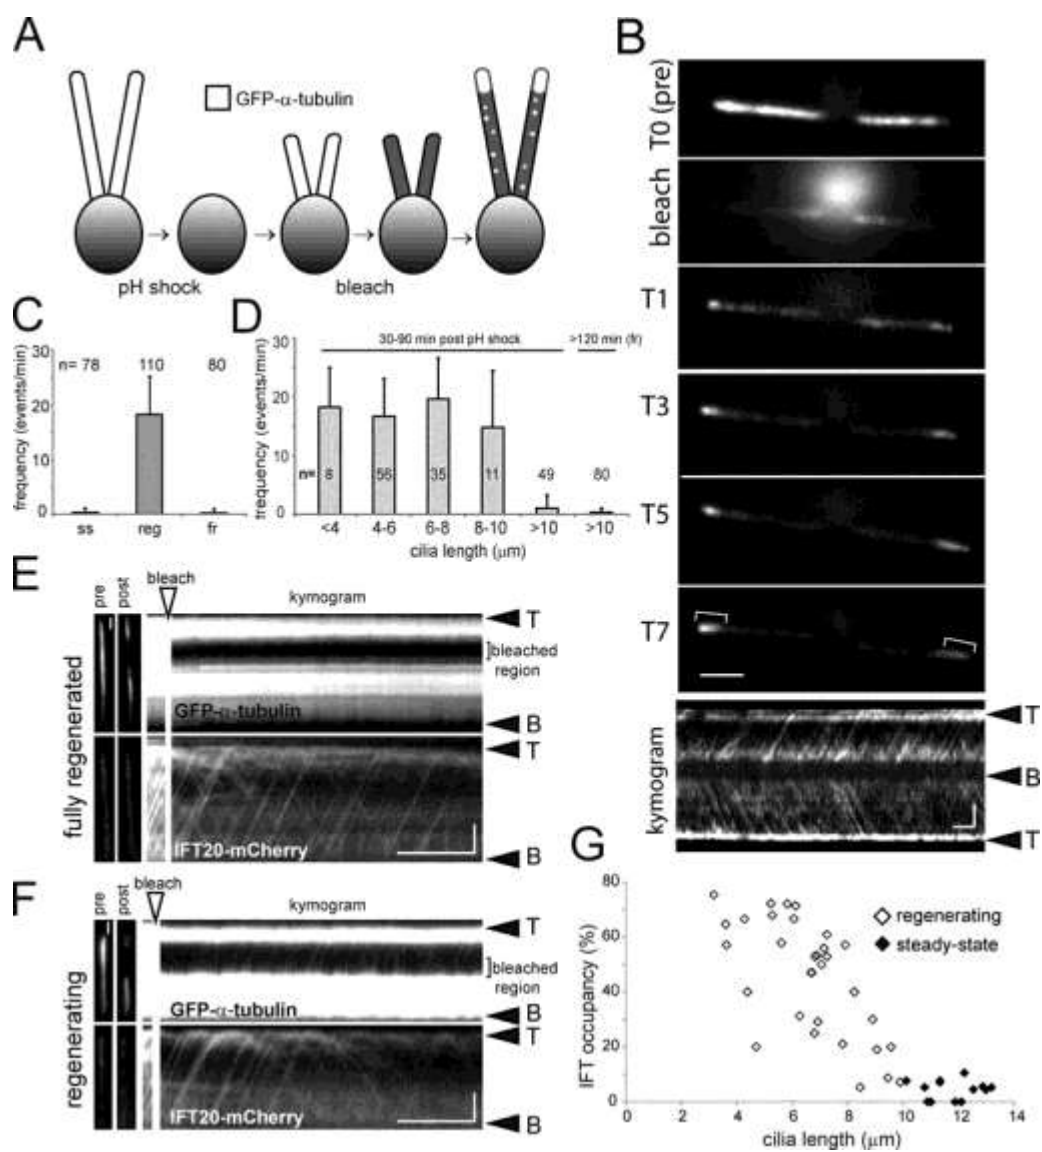 A
GFP-α-tubulin
pH shock
bleach
B
T0 (pre)
bleach
T1
T3
T5
T7
kymogram
T
B
T
C
frequency (events/min)
30
20
10
0
n= 78
110
80
ss
reg
fr
D
frequency (events/min)
30
20
10
0
30-90 min post pH shock
>120 min (fr)
n=
8
56
35
11
49
80
<4
4-6
6-8
8-10
>10
>10
cilia length (μm)
E
fully regenerated
pre
post
bleach
kymogram
T
bleached
region
GFP-α-tubulin
B
T
IFT20-mCherry
B
F
regenerating
pre
post
bleach
kymogram
T
bleached
region
GFP-α-tubulin
B
T
IFT20-mCherry
B
G
IFT occupancy (%)
80
60
40
20
0
regenerating
steady-state
0
2
4
6
8
10
12
14
cilia length (μm)